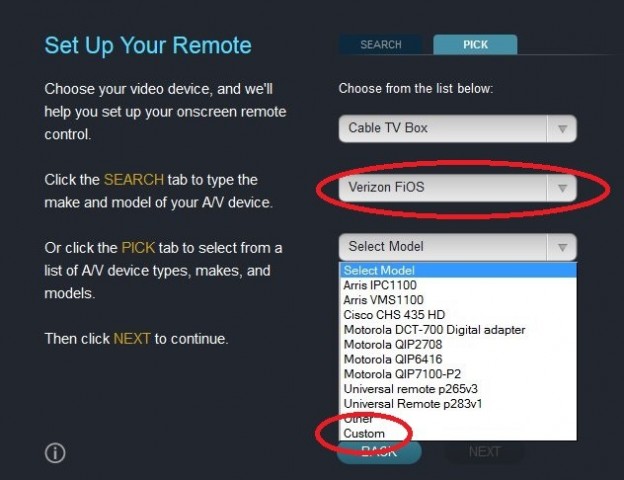 Set Up Your Remote
Choose your video device, and we'll
help you set up your onscreen remote
control.
Click the SEARCH tab to type the
make and model of your A/V device.
Or click the PICK tab to select from a
list of A/V device types, makes, and
models.
Then click NEXT to continue.
SEARCH
PICK
Choose from the list below:
Cable TV Box
Verizon FiOS
Select Model
Select Model
Arris IPC1100
Arris VMS1100
Cisco CHS 435 HD
Motorola DCT-700 Digital adapter
Motorola QIP2708
Motorola QIP6416
Motorola QIP7100-P2
Universal remote p265v3
Universal Remote p283v1
Other
Custom
BACK
NEXT